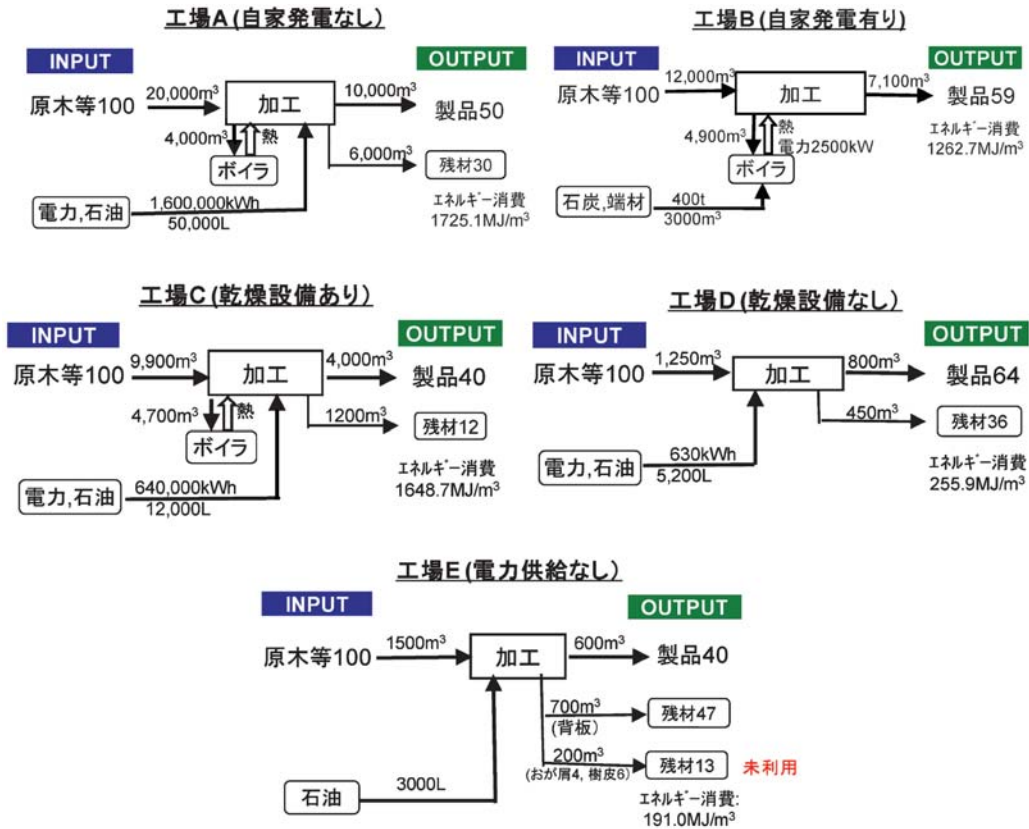 工場A(自家発電なし)
INPUT
OUTPUT
原木等100
20,000m³
加工
10,000m³
製品50
4,000m³
熱
ボイラ
6,000m³
残材30
電力,石油
1,600,000kWh
50,000L
エネルギー消費
1725.1MJ/m³
工場B(自家発電有り)
INPUT
OUTPUT
原木等100
12,000m³
加工
7,100m³
製品59
4,900m³
熱
電力2500kW
ボイラ
エネルギー消費
1262.7MJ/m³
石炭,端材
400t
3000m³
工場C(乾燥設備あり)
INPUT
OUTPUT
原木等100
9,900m³
加工
4,000m³
製品40
4,700m³
熱
ボイラ
1200m³
残材12
電力,石油
640,000kWh
12,000L
エネルギー消費
1648.7MJ/m³
工場D(乾燥設備なし)
INPUT
OUTPUT
原木等100
1,250m³
加工
800m³
製品64
450m³
残材36
電力,石油
630kWh
5,200L
エネルギー消費
255.9MJ/m³
工場E(電力供給なし)
INPUT
OUTPUT
原木等100
1500m³
加工
600m³
製品40
700m³
(背板)
残材47
200m³
(おが屑4, 樹皮6)
残材13
未利用
石油
3000L
エネルギー消費:
191.0MJ/m³